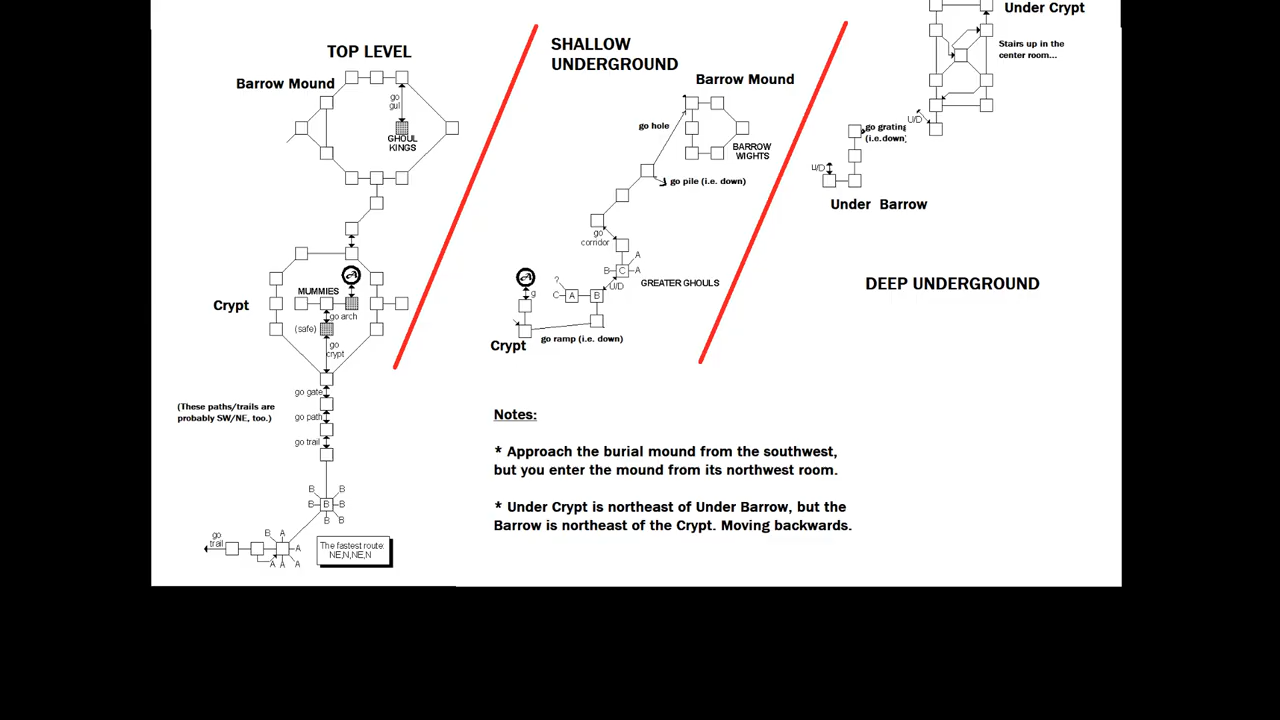 TOP LEVEL
Barrow Mound
go
gul
GHOUL
KINGS
MUMMIES
Crypt
go arch
(safe)
go
crypt
go gate
(These paths/trails are
probably SW/NE, too.)
go path
go trail
B B
B B B
B B
go
trail
B A
A
A A A
The fastest route:
NE,N,NE,N
SHALLOW
UNDERGROUND
Barrow Mound
go hole
BARROW
WIGHTS
go pile (i.e. down)
go
corridor
A
B C A
GREATER GHOULS
U/D
?
C A B
g
go ramp (i.e. down)
Crypt
Under Crypt
Stairs up in the
center room...
U/D
go grating
(i.e.down)
U/D
Under Barrow
DEEP UNDERGROUND
Notes:
* Approach the burial mound from the southwest,
but you enter the mound from its northwest room.
* Under Crypt is northeast of Under Barrow, but the
Barrow is northeast of the Crypt. Moving backwards.